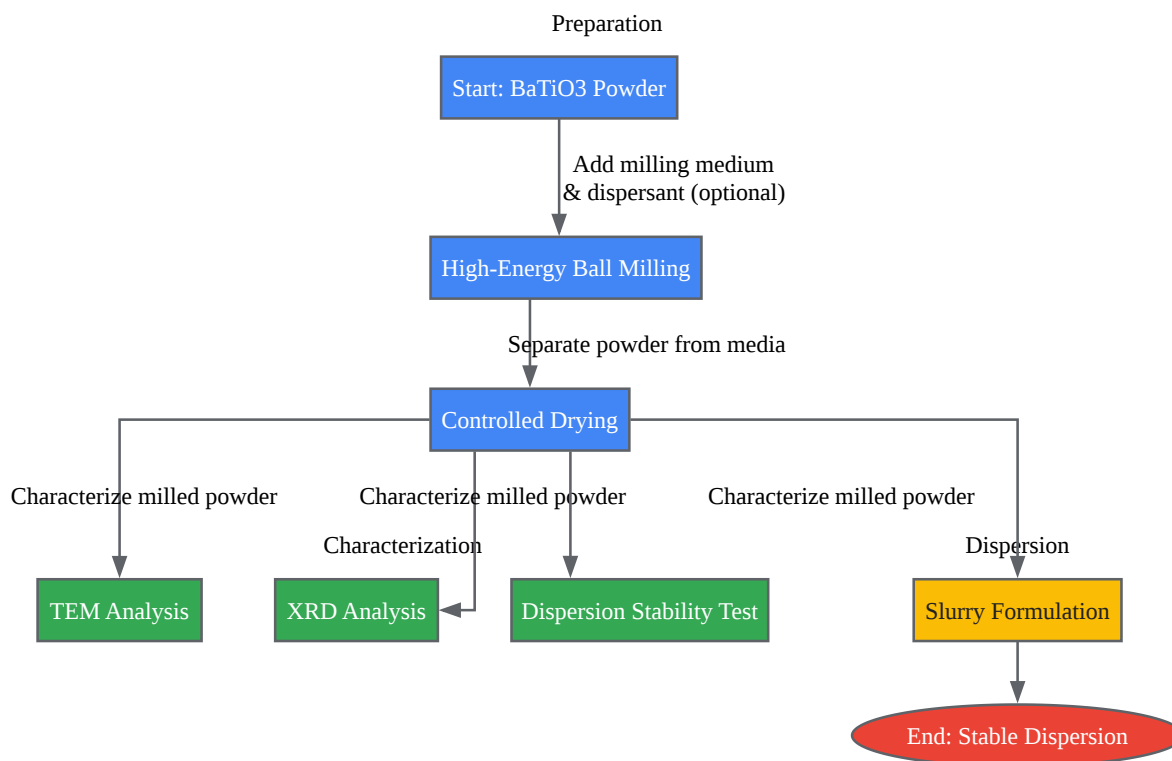 Preparation
Start: BaTiO3 Powder
Add milling medium
& dispersant (optional)
High-Energy Ball Milling
Separate powder from media
Controlled Drying
Characterize milled powder
Characterize milled powder
Characterize milled powder
Characterization
Dispersion
TEM Analysis
XRD Analysis
Dispersion Stability Test
Slurry Formulation
End: Stable Dispersion